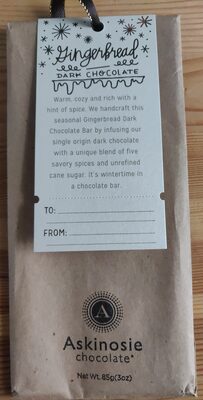 Gingerbread
DARK CHOCOLATE
Warm, cozy and rich with a
hint of spice. We handcraft this
seasonal Gingerbread Dark
Chocolate Bar by infusing our
single origin dark chocolate
with a unique blend of five
savory spices and unrefined
cane sugar. It's wintertime in
a chocolate bar.
TO:
FROM:
A
Askinosie
chocolate®
Net Wt. 85g(3oz)